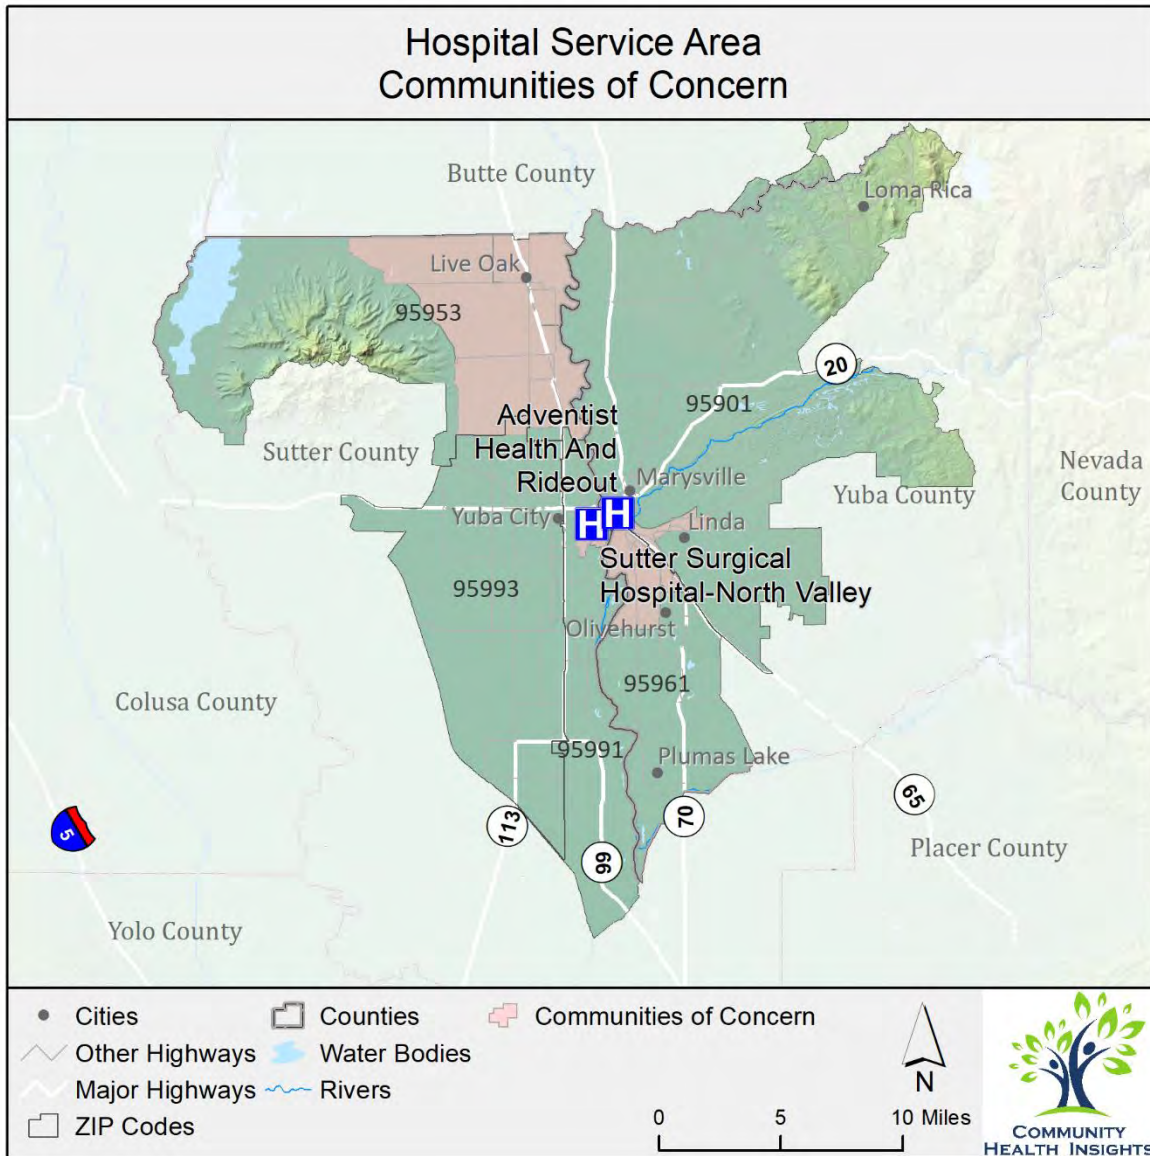 Hospital Service Area
Communities of Concern
Butte County
Loma Rica
Live Oak
95953
20
95901
Adventist
Health And
Rideout
Sutter County
Marysville
Nevada
County
Yuba County
Yuba City
H
H
Linda
Sutter Surgical
Hospital-North Valley
95993
Olivehurst
95961
Colusa County
95991
Plumas Lake
65
70
113
5
99
Placer County
Yolo County
Cities
Counties
Communities of Concern
Other Highways
Water Bodies
Major Highways
Rivers
ZIP Codes
N
0 5 10 Miles
COMMUNITY
HEALTH INSIGHTS